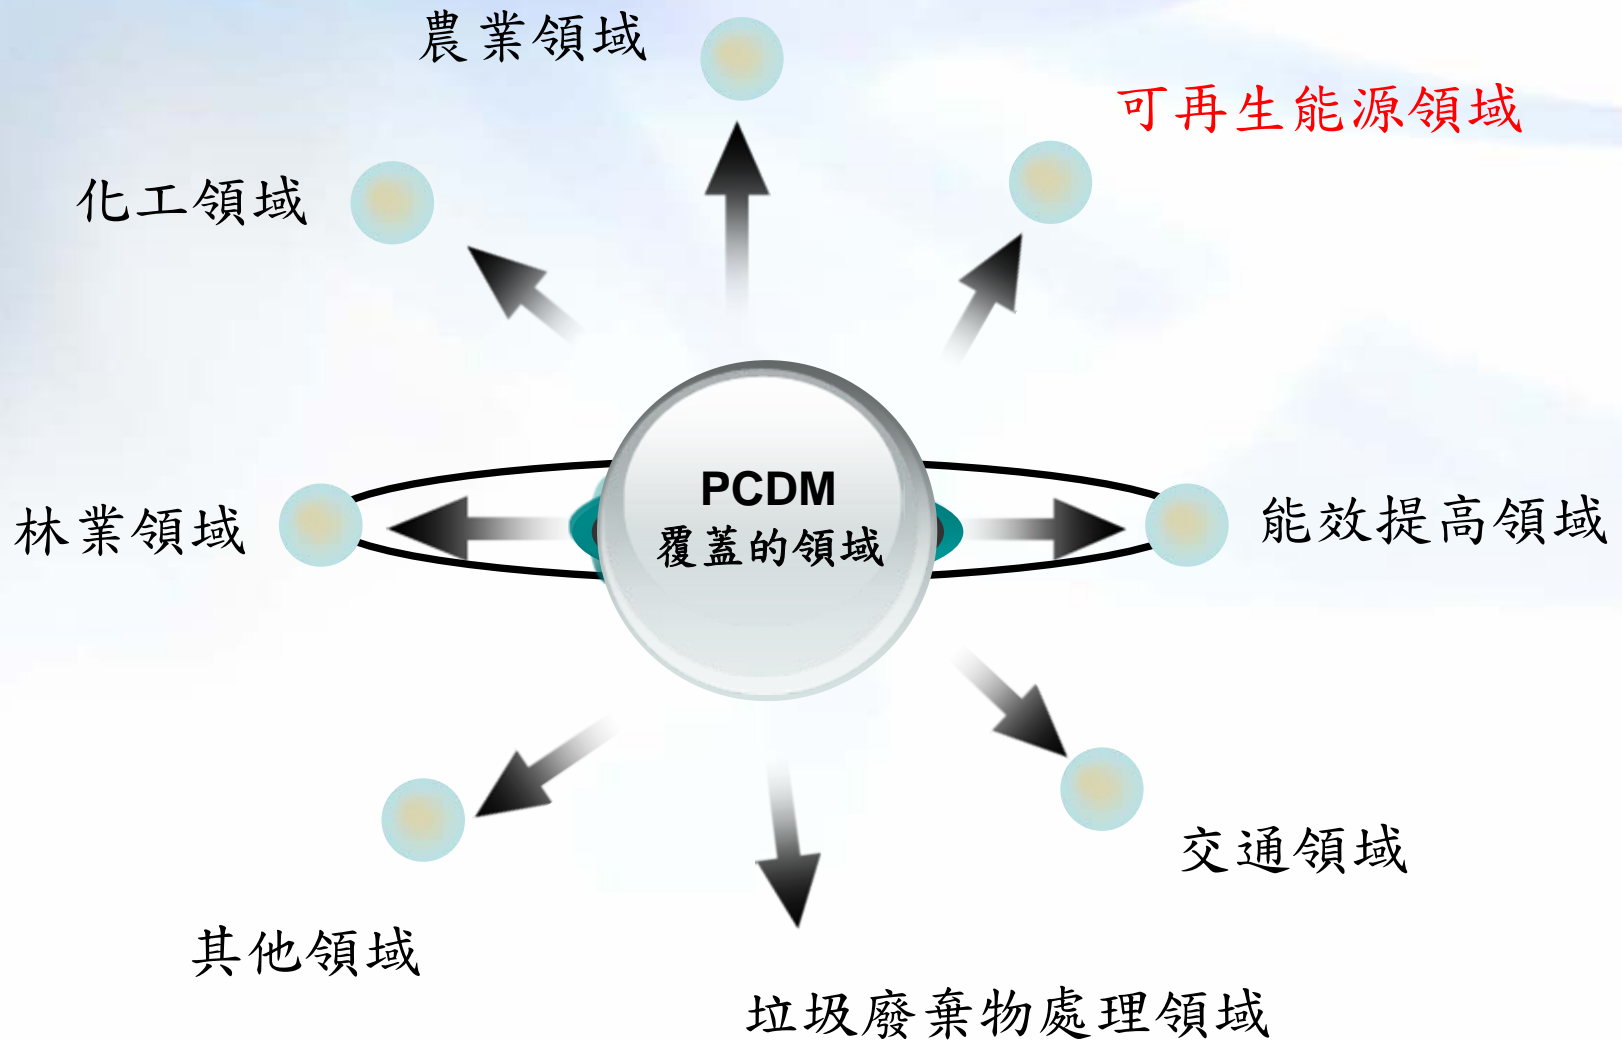 農業領域
可再生能源領域
化工領域
PCDM
覆蓋的領域
林業領域
能效提高領域
交通領域
其他領域
垃圾廢棄物處理領域